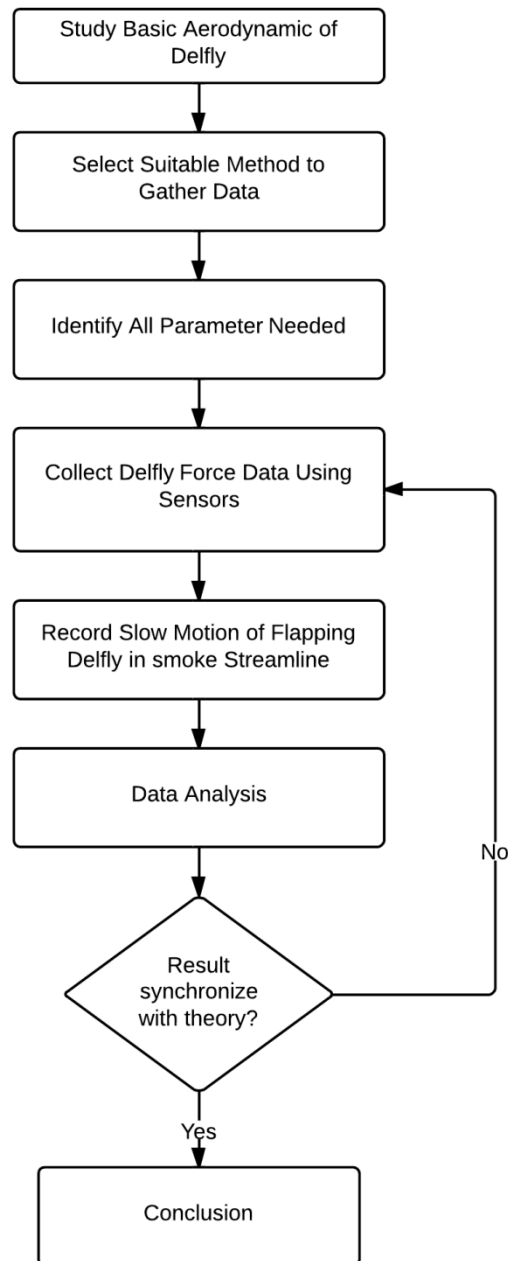 Study Basic Aerodynamic of
Delfly
Select Suitable Method to
Gather Data
Identify All Parameter Needed
Collect Delfly Force Data Using
Sensors
Record Slow Motion of Flapping
Delfly in smoke Streamline
Data Analysis
No
Result
synchronize
with theory?
Yes
Conclusion